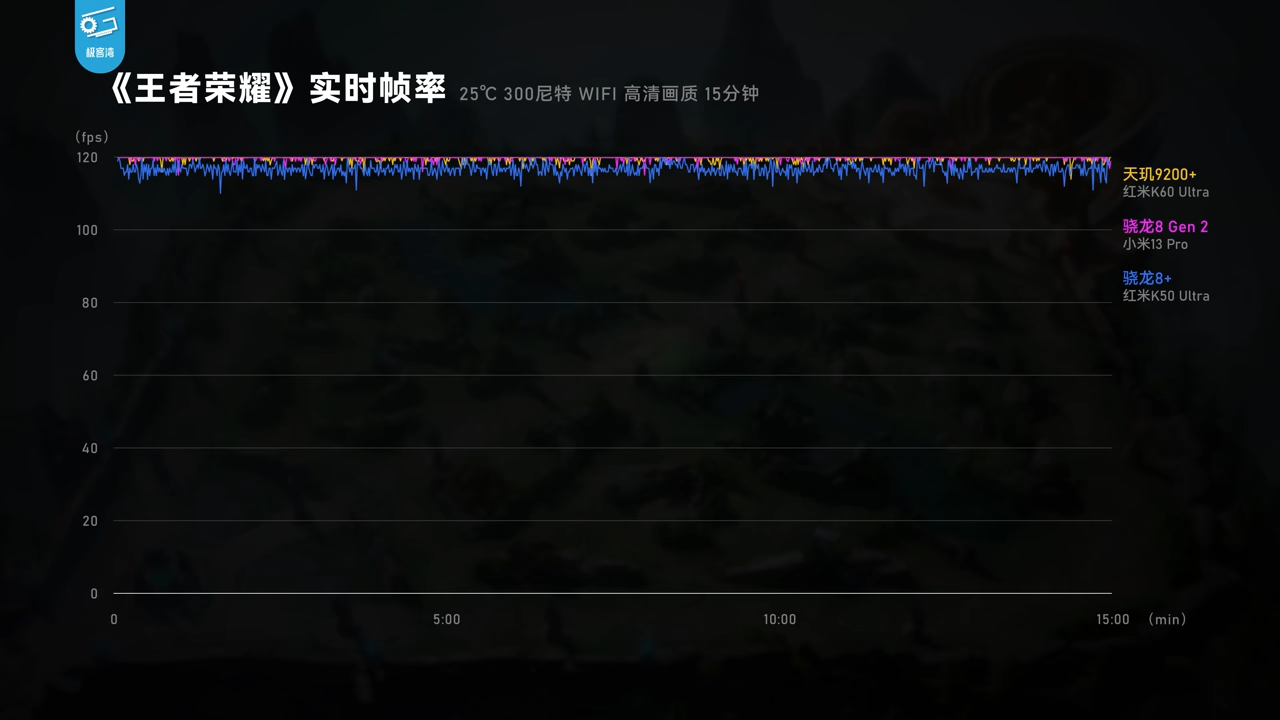 极客湾
《王者荣耀》实时帧率 25℃ 300尼特 WIFI 高清画质 15分钟
(fps)
120
100
80
60
40
20
0
0 5:00 10:00 15:00 (min)
天玑9200+
红米K60 Ultra
骁龙8 Gen 2
小米13 Pro
骁龙8+
红米K50 Ultra